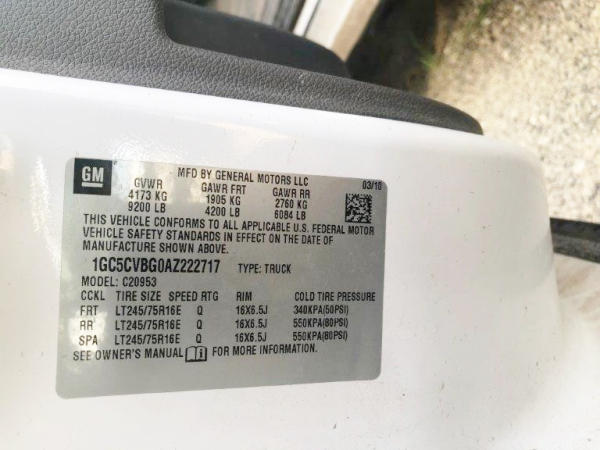 GM
MFD BY GENERAL MOTORS LLC
03/10
GVWR GAWR FRT GAWR RR
4173 KG 1905 KG 2760 KG
9200 LB 4200 LB 6084 LB
THIS VEHICLE CONFORMS TO ALL APPLICABLE U.S. FEDERAL MOTOR
VEHICLE SAFETY STANDARDS IN EFFECT ON THE DATE OF
MANUFACTURE SHOWN ABOVE.
1GC5CVBG0AZ222717 TYPE: TRUCK
MODEL: C20953
CCKL TIRE SIZE SPEED RTG RIM COLD TIRE PRESSURE
FRT LT245/75R16E Q 16X6.5J 340KPA(50PSI)
RR LT245/75R16E Q 16X6.5J 550KPA(80PSI)
SPA LT245/75R16E Q 16X6.5J 550KPA(80PSI)
SEE OWNER'S MANUAL FOR MORE INFORMATION.